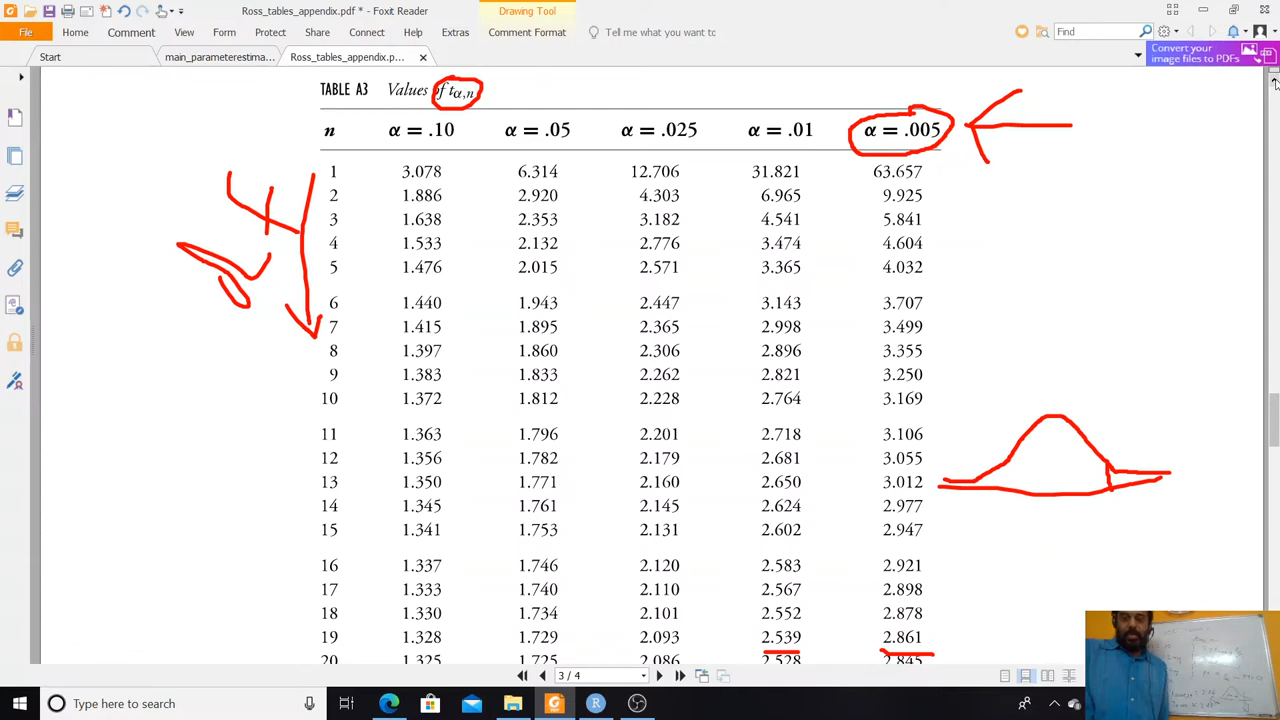 Ross_tables_appendix.pdf * - Foxit Reader
Drawing Tool
File Home Comment View Form Protect Share Connect Help Extras Comment Format Tell me what you want tc Find
Start main_parameterestima... Ross_tables_appendix.p...
Convert your image files to PDFs
TABLE A3 Values of tα,n
n α = .10 α = .05 α = .025 α = .01 α = .005
1 3.078 6.314 12.706 31.821 63.657
2 1.886 2.920 4.303 6.965 9.925
3 1.638 2.353 3.182 4.541 5.841
4 1.533 2.132 2.776 3.474 4.604
5 1.476 2.015 2.571 3.365 4.032
6 1.440 1.943 2.447 3.143 3.707
7 1.415 1.895 2.365 2.998 3.499
8 1.397 1.860 2.306 2.896 3.355
9 1.383 1.833 2.262 2.821 3.250
10 1.372 1.812 2.228 2.764 3.169
11 1.363 1.796 2.201 2.718 3.106
12 1.356 1.782 2.179 2.681 3.055
13 1.350 1.771 2.160 2.650 3.012
14 1.345 1.761 2.145 2.624 2.977
15 1.341 1.753 2.131 2.602 2.947
16 1.337 1.746 2.120 2.583 2.921
17 1.333 1.740 2.110 2.567 2.898
18 1.330 1.734 2.101 2.552 2.878
19 1.328 1.729 2.093 2.539 2.861
20 1.325 1.725 2.086 2.528 2.845
3 / 4
Type here to search